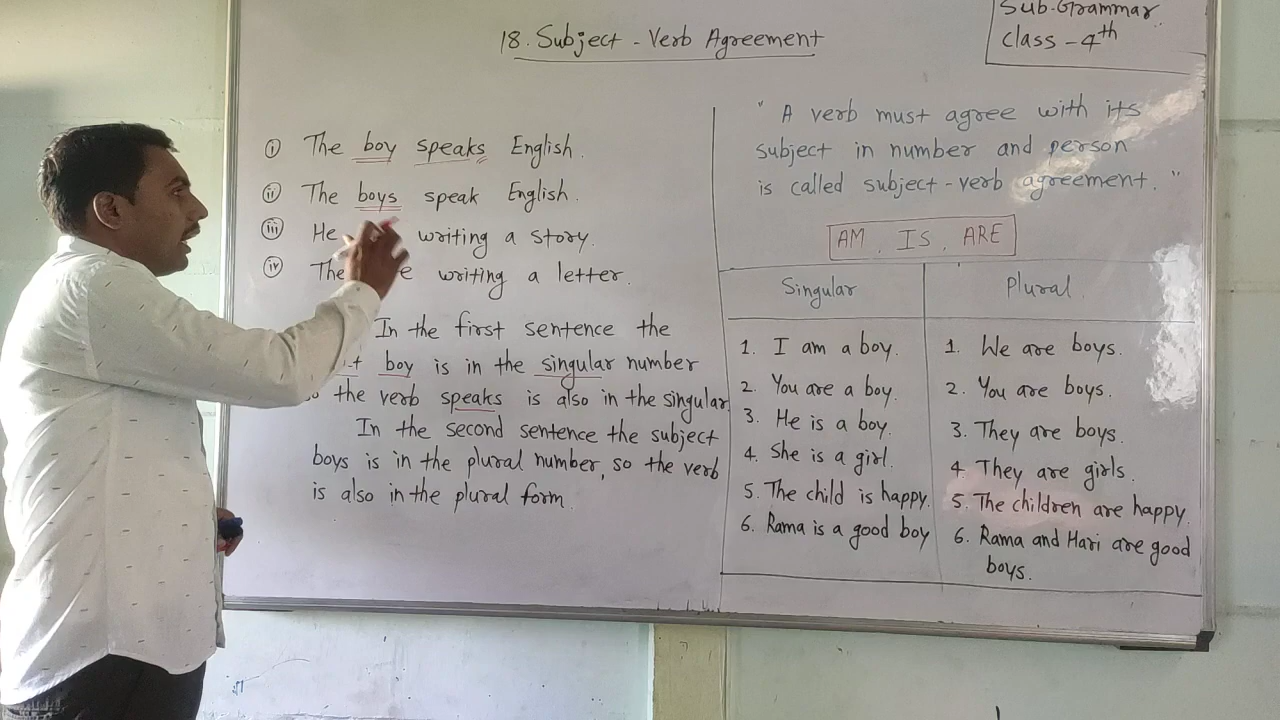 18. Subject - Verb Agreement
Sub-Grammar
Class - 4th
(i) The boy speaks English.
(ii) The boys speak English.
(iii) He writing a story.
(iv) writing a letter.
In the first sentence the
boy is in the singular number
the verb speaks is also in the singular
In the second sentence the subject
boys is in the plural number, so the verb
is also in the plural form.
" A verb must agree with its
subject in number and person
is called subject-verb agreement. "
AM, IS, ARE
Singular
1. I am a boy.
2. You are a boy.
3. He is a boy.
4. She is a girl.
5. The child is happy.
6. Rama is a good boy
Plural
1. We are boys.
2. You are boys.
3. They are boys.
4. They are girls.
5. The children are happy.
6. Rama and Hari are good
boys.